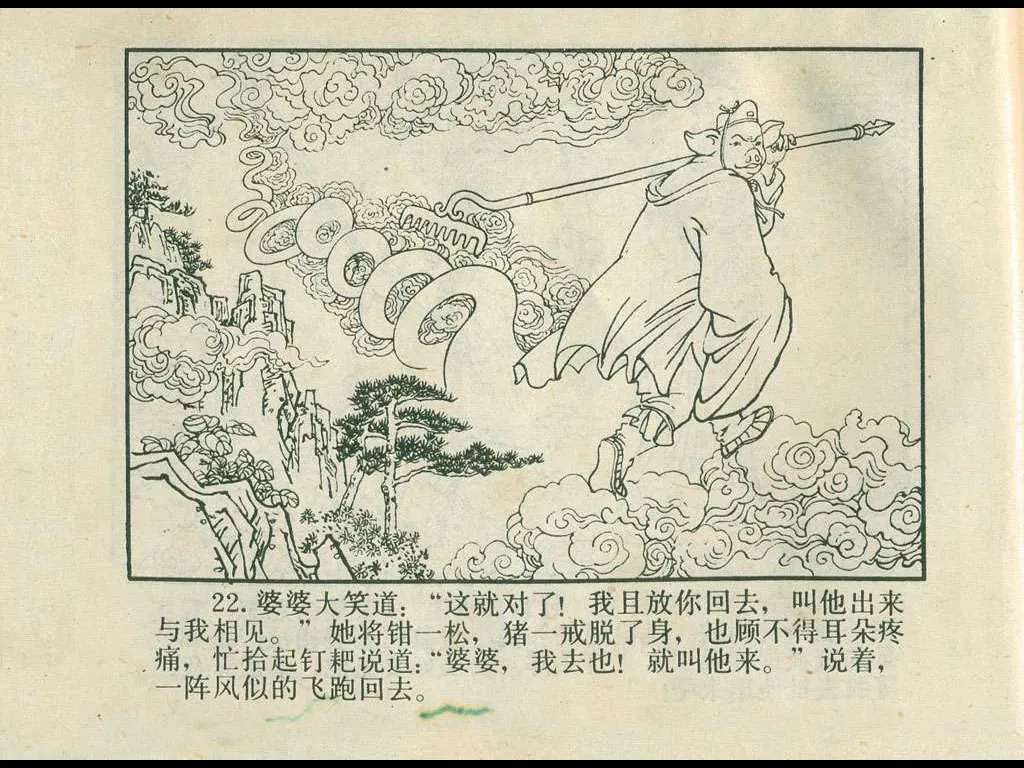 22. 婆婆大笑道：“这就对了！我且放你回去，叫他出来
与我相见。”她将钳一松，猪一戒脱了身，也顾不得耳朵疼
痛，忙拾起钉耙说道：“婆婆，我去也！就叫他来。”说着，
一阵风似的飞跑回去。